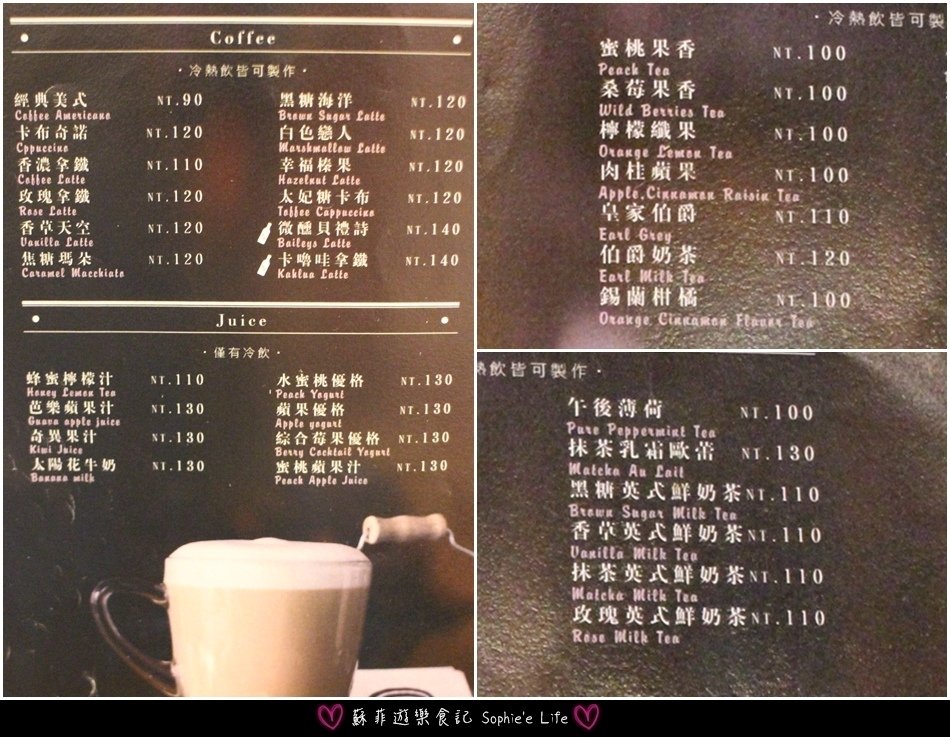 Coffee
·冷熱飲皆可製作·
經典美式 NT.90
Coffee Americano
卡布奇諾 NT.120
Cppuccino
香濃拿鐵 NT.110
Coffee Latte
玫瑰拿鐵 NT.120
Rose Latte
香草天空 NT.120
Vanilla Latte
焦糖瑪朵 NT.120
Caramel Macchiato
黑糖海洋 NT.120
Brown Sugar Latte
白色戀人 NT.120
Marshmallow Latte
幸福榛果 NT.120
Hazelnut Latte
太妃糖卡布 NT.120
Toffee Cappuccino
微醺貝禮詩 NT.140
Baileys Latte
卡嚕哇拿鐵 NT.140
Kahlua Latte
Juice
·僅有冷飲·
蜂蜜檸檬汁 NT.110
Honey Lemon Tea
芭樂蘋果汁 NT.130
Guava apple juice
奇異果汁 NT.130
Kiwi Juice
太陽花牛奶 NT.130
Banana milk
水蜜桃優格 NT.130
Peach Yogurt
蘋果優格 NT.130
Apple yogurt
綜合莓果優格 NT.130
Berry Cocktail Yogurt
蜜桃蘋果汁 NT.130
Peach Apple Juice
·冷熱飲皆可製
蜜桃果香 NT.100
Peach Tea
桑莓果香 NT.100
Wild Berries Tea
檸檬纖果 NT.100
Orange Lemon Tea
肉桂蘋果 NT.100
Apple,Cinnamon Raisin Tea
皇家伯爵 NT.110
Earl Grey
伯爵奶茶 NT.120
Earl Milk Tea
錫蘭柑橘 NT.100
Orange Cinnamon Flavor Tea
熱飲皆可製作·
午後薄荷 NT.100
Pure Peppermint Tea
抹茶乳霜歐蕾 NT.130
Matcha Au Lait
黑糖英式鮮奶茶 NT.110
Brown Sugar Milk Tea
香草英式鮮奶茶 NT.110
Vanilla Milk Tea
抹茶英式鮮奶茶 NT.110
Matcha Milk Tea
玫瑰英式鮮奶茶 NT.110
Rose Milk Tea
蘇菲遊樂食記 Sophie'e Life